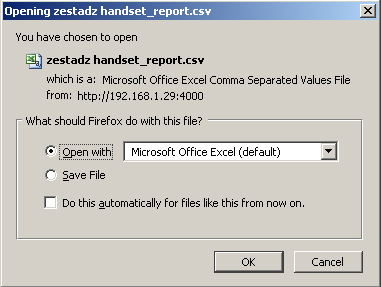 Opening zestadz handset_report.csv
You have chosen to open
zestadz handset_report.csv
which is a: Microsoft Office Excel Comma Separated Values File
from: http://192.168.1.29:4000
What should Firefox do with this file?
Open with Microsoft Office Excel (default)
Save File
Do this automatically for files like this from now on.
OK Cancel